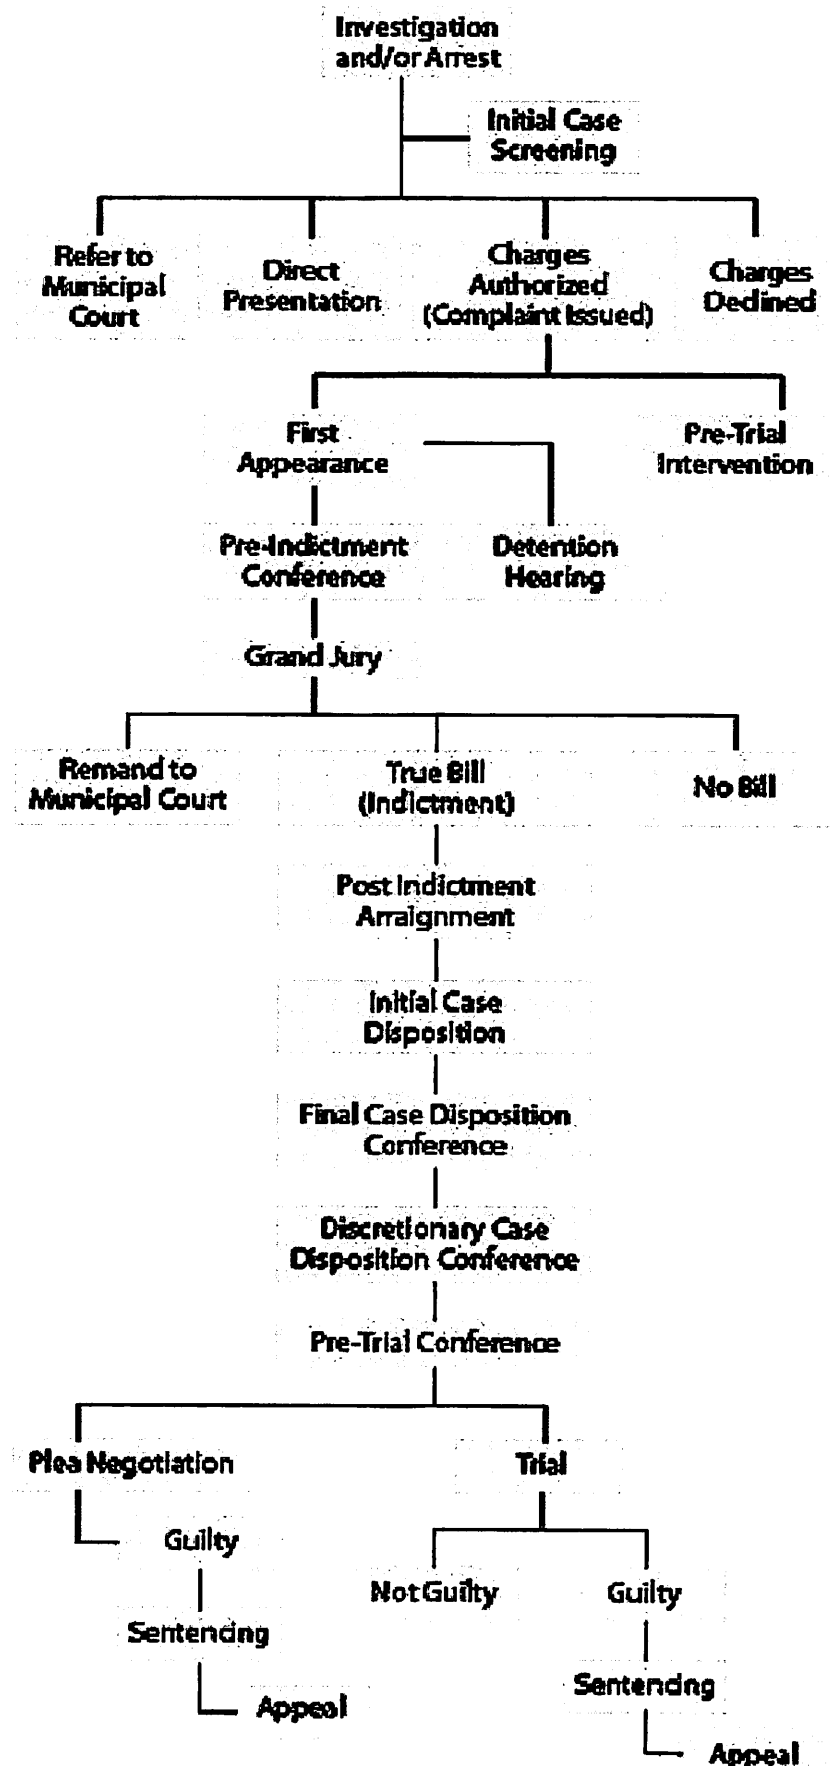 Investigation
and/or Arrest
Initial Case
Screening
Refer to
Municipal
Court
Direct
Presentation
Charges
Authorized
(Complaint Issued)
Charges
Declined
First
Appearance
Pre-Trial
Intervention
Pre-Indictment
Conference
Detention
Hearing
Grand Jury
Remand to
Municipal Court
True Bill
(Indictment)
No Bill
Post Indictment
Arraignment
Initial Case
Disposition
Final Case Disposition
Conference
Discretionary Case
Disposition Conference
Pre-Trial Conference
Plea Negotiation
Trial
Guilty
Not Guilty
Guilty
Sentencing
Sentencing
Appeal
Appeal